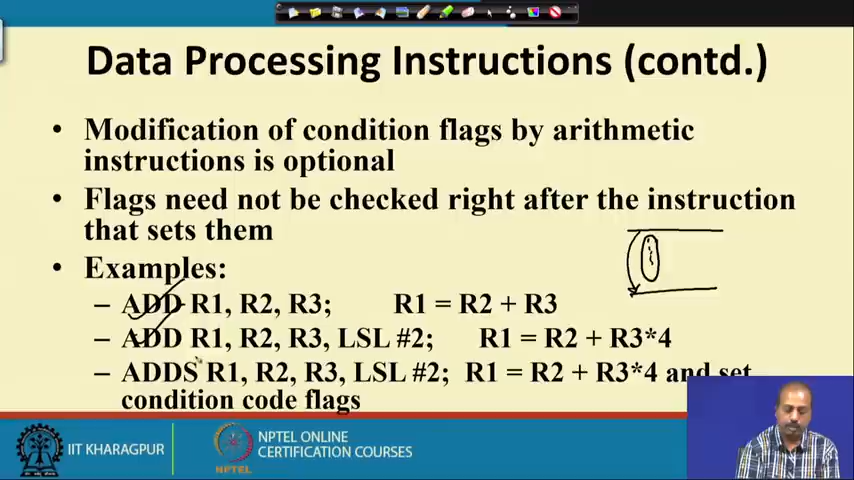 Data Processing Instructions (contd.)
• Modification of condition flags by arithmetic
instructions is optional
• Flags need not be checked right after the instruction
that sets them
• Examples:
– ADD R1, R2, R3; R1 = R2 + R3
– ADD R1, R2, R3, LSL #2; R1 = R2 + R3*4
– ADDS R1, R2, R3, LSL #2; R1 = R2 + R3*4 and set
condition code flags
IIT KHARAGPUR
NPTEL
NPTEL ONLINE
CERTIFICATION COURSES